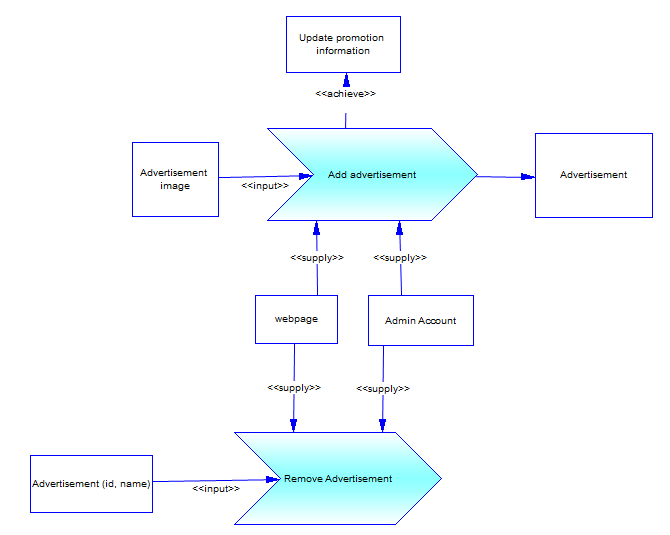 Update promotion
information
<<achieve>>
Advertisement
image
<<input>>
Add advertisement
Advertisement
<<supply>>
<<supply>>
webpage
Admin Account
<<supply>>
<<supply>>
Advertisement (id, name)
<<input>>
Remove Advertisement